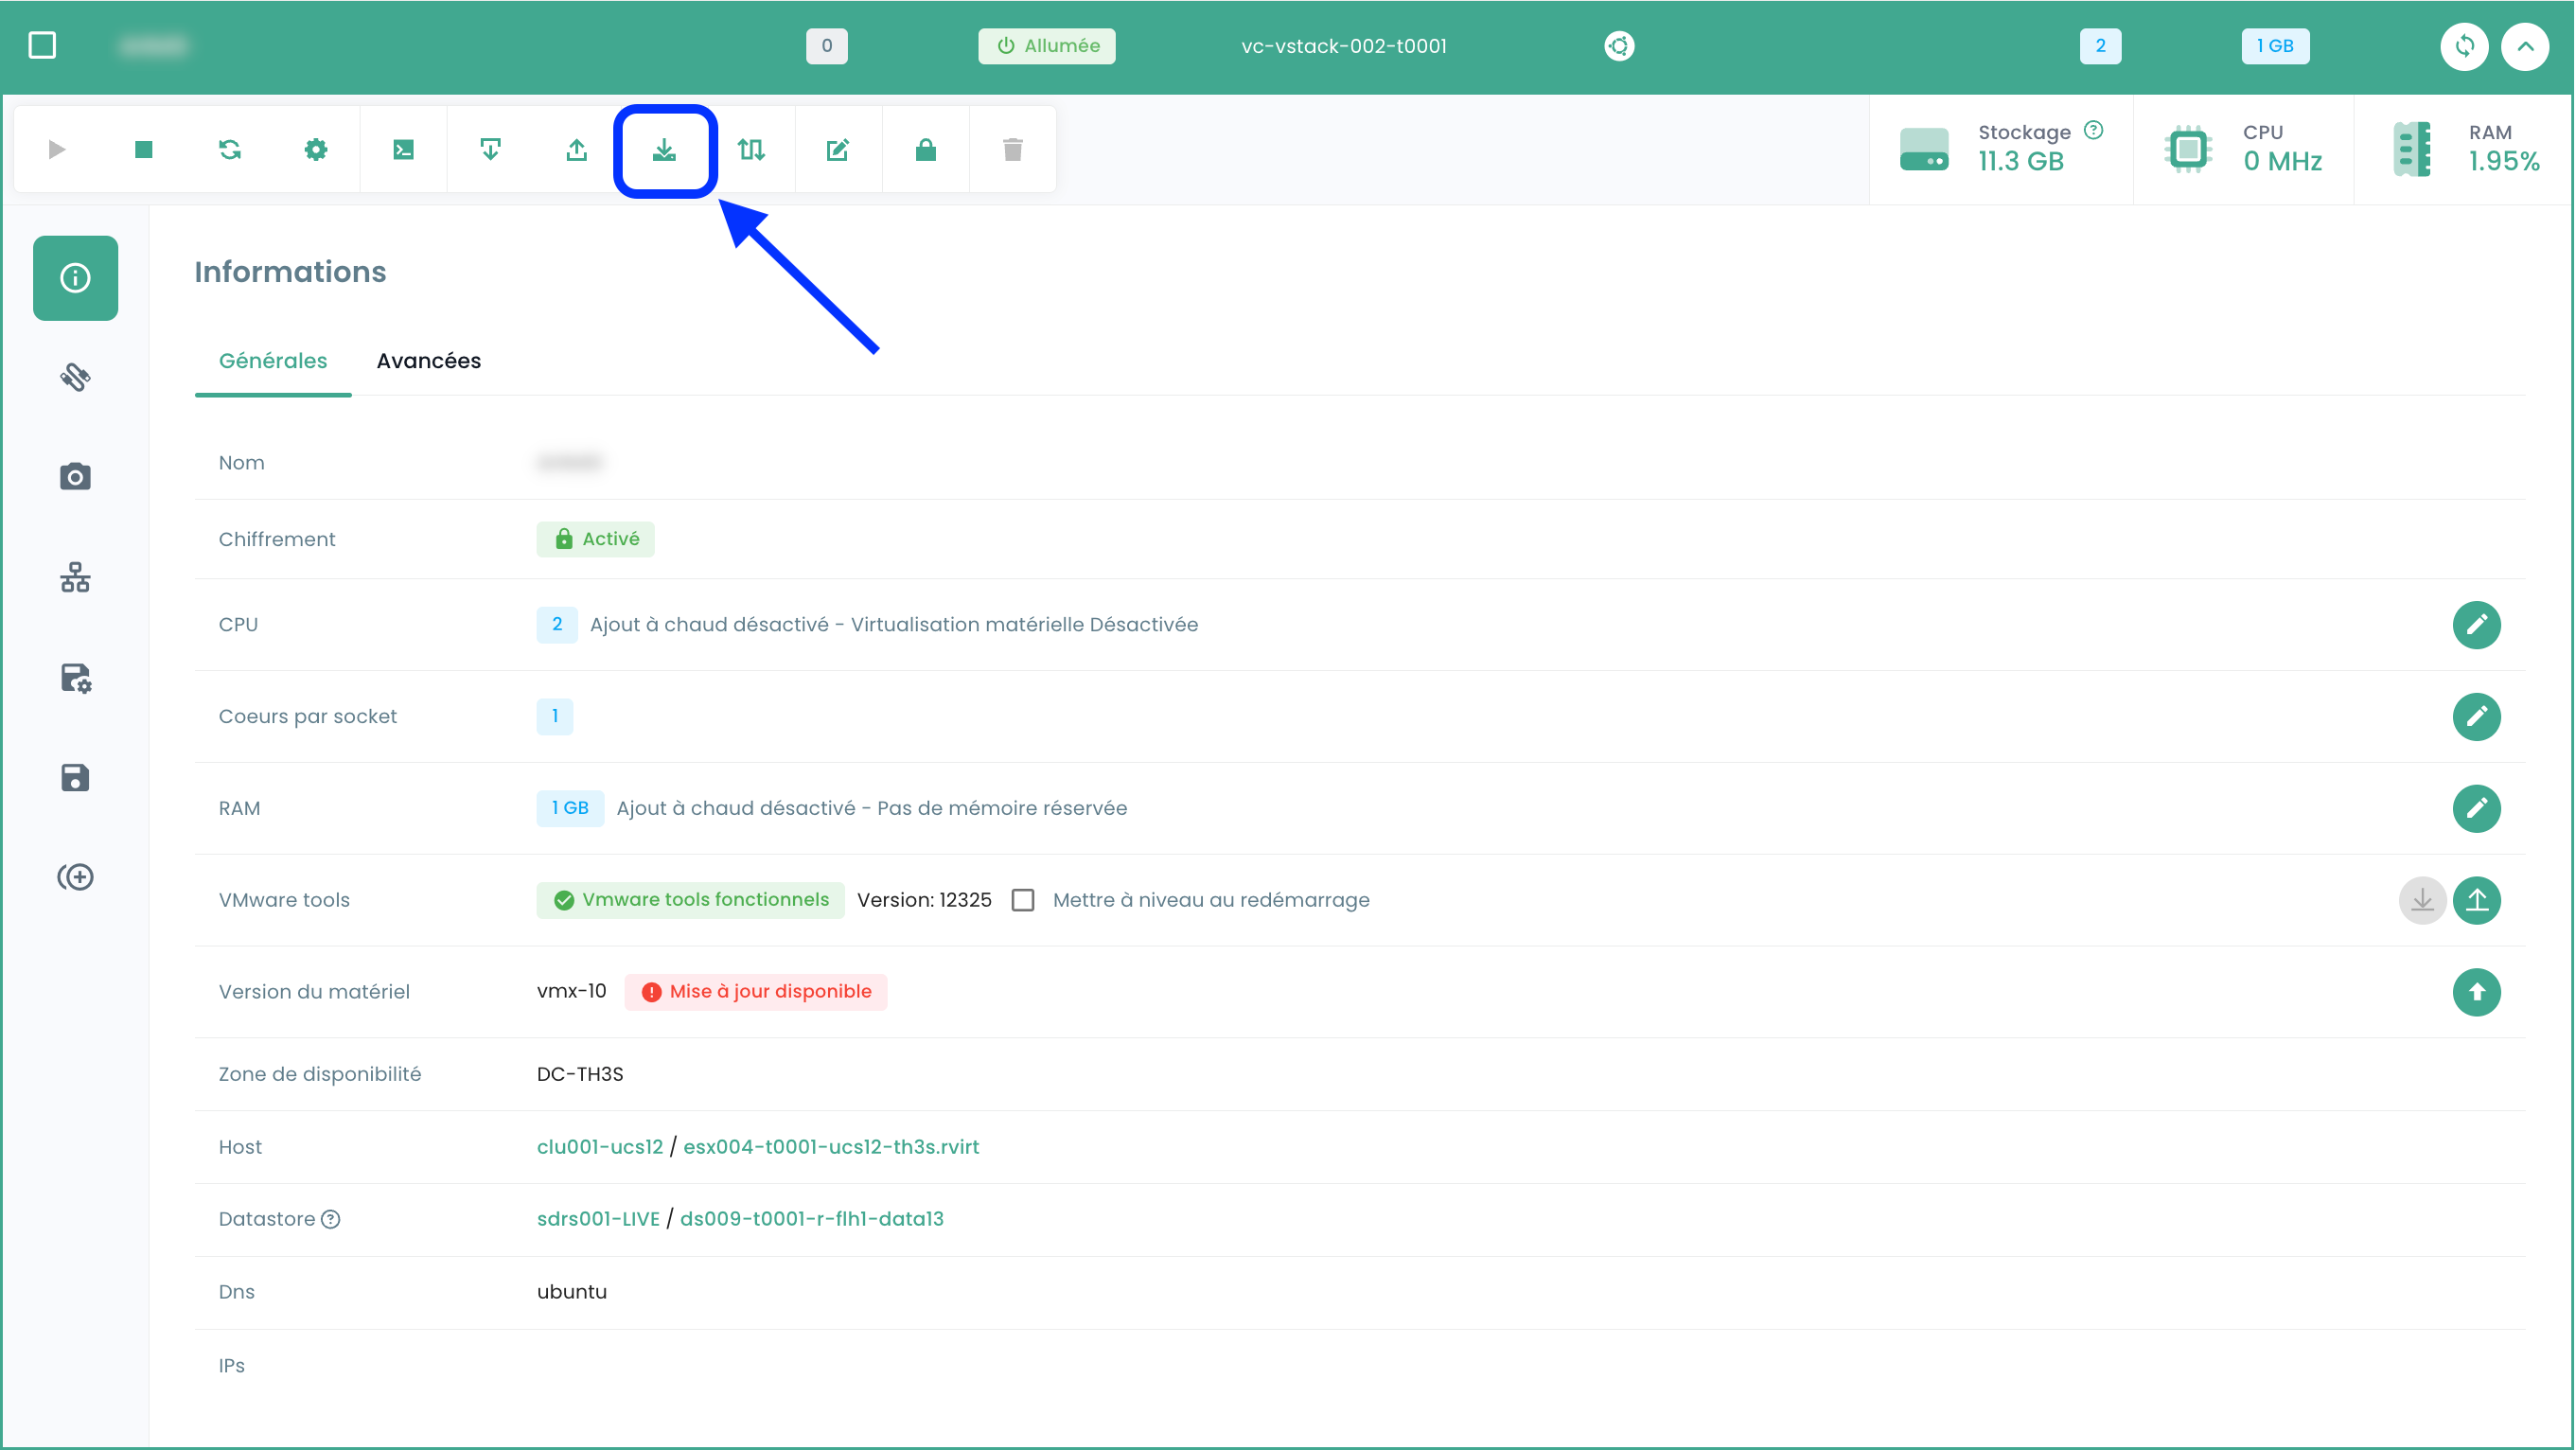 0 Allumée vc-vstack-002-t0001 2 1 GB
Stockage CPU RAM
11.3 GB 0 MHz 1.95%
Informations
Générales Avancées
Nom
Chiffrement Activé
CPU 2 Ajout à chaud désactivé - Virtualisation matérielle Désactivée
Coeurs par socket 1
RAM 1 GB Ajout à chaud désactivé - Pas de mémoire réservée
VMware tools Vmware tools fonctionnels Version: 12325 Mettre à niveau au redémarrage
Version du matériel vmx-10 Mise à jour disponible
Zone de disponibilité DC-TH3S
Host clu001-ucs12 / esx004-t0001-ucs12-th3s.rvirt
Datastore sdrs001-LIVE / ds009-t0001-r-flh1-data13
Dns ubuntu
IPs